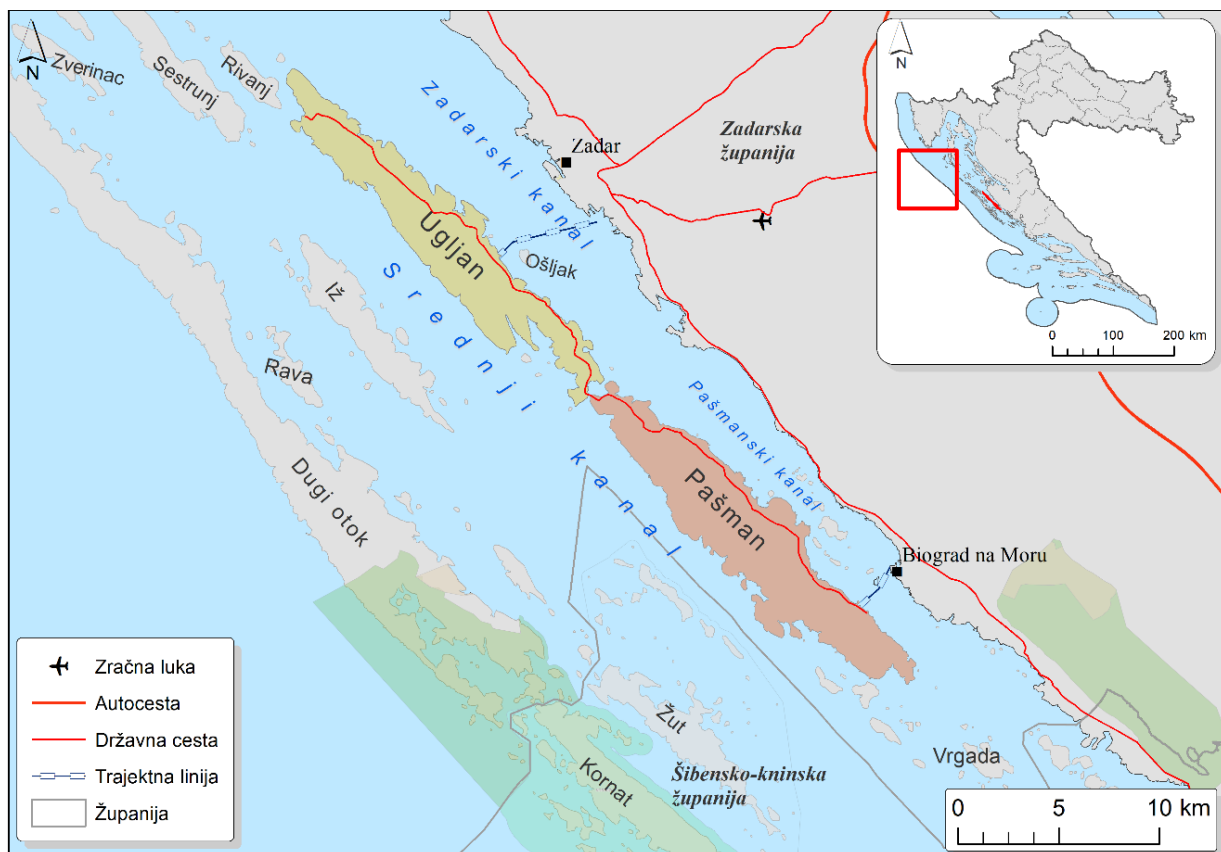 N
Zverinac
Sestrunj
Rivanj
Zadarski kanal
Zadar
Zadarska
županija
N
0 100 200 km
Ugljan
Ošljak
Iž
Srednji kanal
Rava
Pašmanski kanal
Dugi otok
Pašman
Biograd na Moru
Žut
Vrgada
Kornat
Šibensko-kninska
županija
Zračna luka
Autocesta
Državna cesta
Trajektna linija
Županija
0 5 10 km